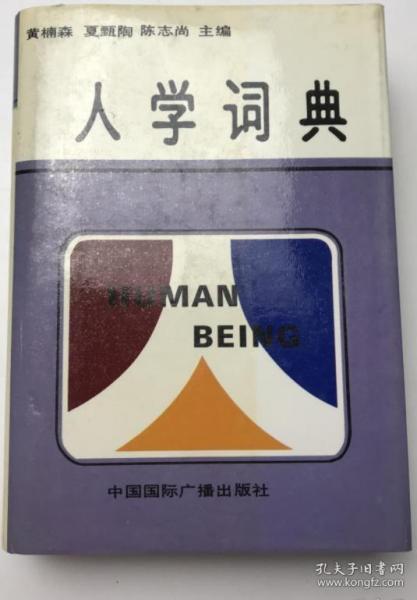 黄楠森 夏甄陶 陈志尚 主编
人学词典
HUMAN
BEING
中国国际广播出版社
孔夫子旧书网
www.kongfz.com